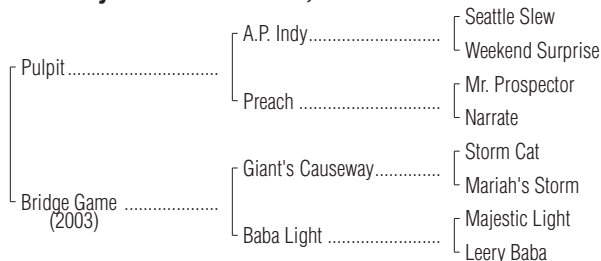 Seattle Slew
A.P. Indy
Weekend Surprise
Pulpit
Mr. Prospector
Preach
Narrate
Storm Cat
Giant's Causeway
Mariah's Storm
Bridge Game
(2003)
Majestic Light
Baba Light
Leery Baba